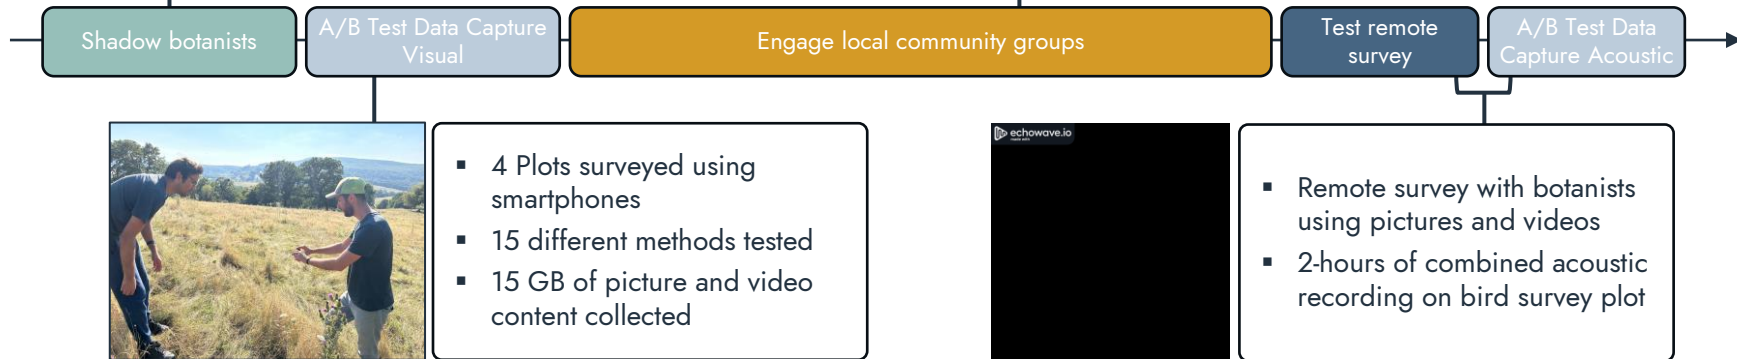 Shadow botanists
A/B Test Data Capture
Visual
Engage local community groups
Test remote
survey
A/B Test Data
Capture Acoustic
▪ 4 Plots surveyed using
smartphones
▪ 15 different methods tested
▪ 15 GB of picture and video
content collected
echowave.io
made with
▪ Remote survey with botanists
using pictures and videos
▪ 2-hours of combined acoustic
recording on bird survey plot